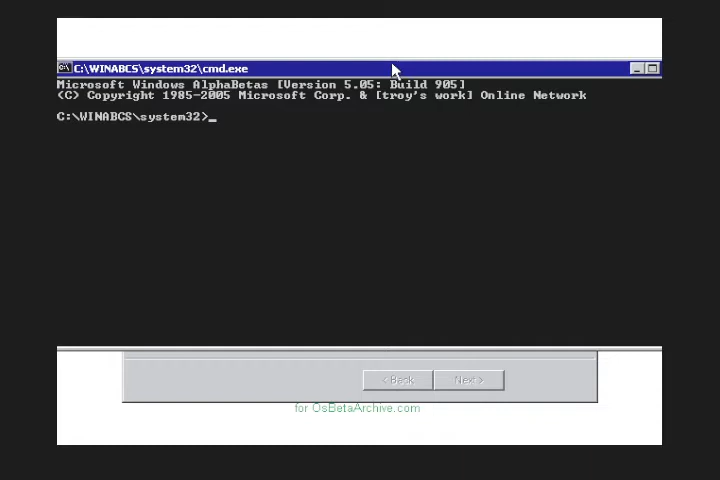 C:\WINABCS\system32\cmd.exe
Microsoft Windows AlphaBetas [Version 5.05: Build 905]
(C) Copyright 1985-2005 Microsoft Corp. & [troy's work] Online Network
C:\WINABCS\system32>_
< Back
Next >
for OsBetaArchive.com